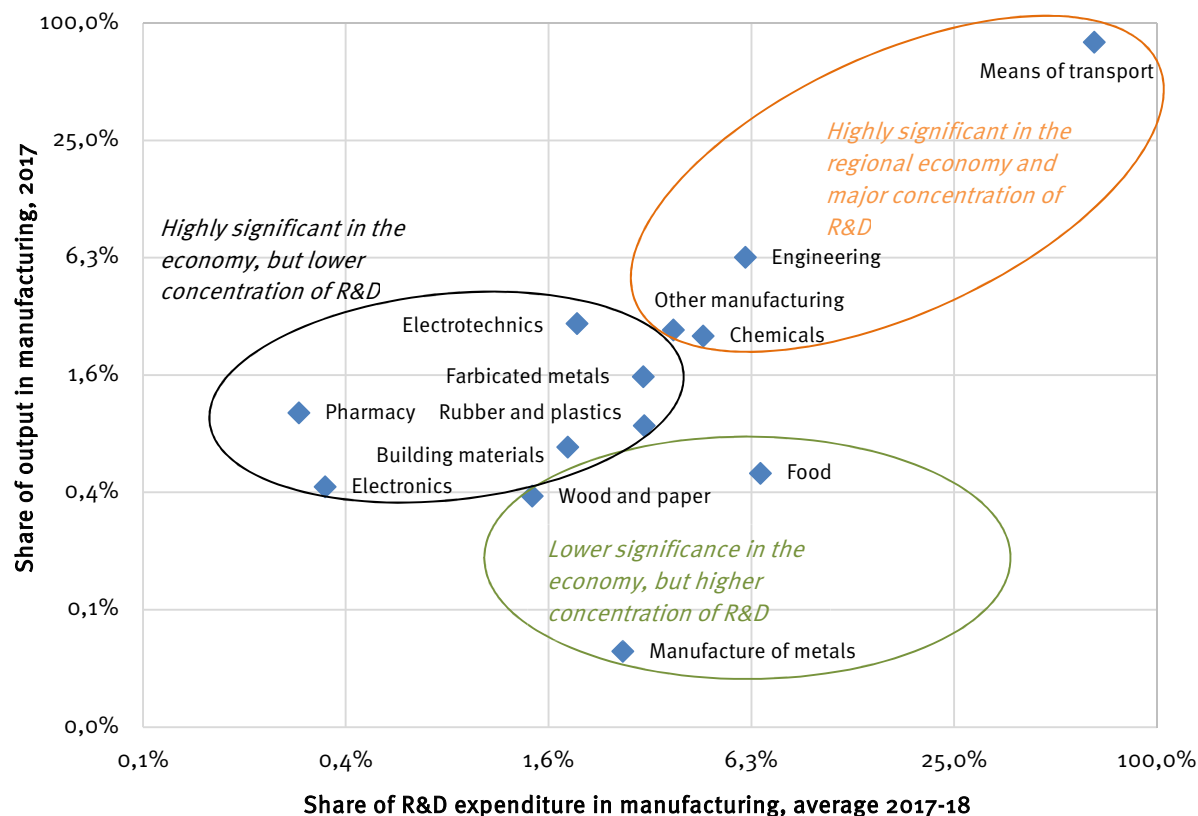 100,0%
Means of transport
25,0%
Highly significant in the
regional economy and
major concentration of
R&D
Highly significant in the
economy, but lower
concentration of R&D
6,3%
Engineering
Other manufacturing
Electrotechnics
Chemicals
1,6%
Farbicated metals
Pharmacy
Rubber and plastics
Building materials
Food
0,4%
Electronics
Wood and paper
Lower significance in the
economy, but higher
concentration of R&D
0,1%
Manufacture of metals
0,0%
Share of output in manufacturing, 2017
0,1%
0,4%
1,6%
6,3%
25,0%
100,0%
Share of R&D expenditure in manufacturing, average 2017-18